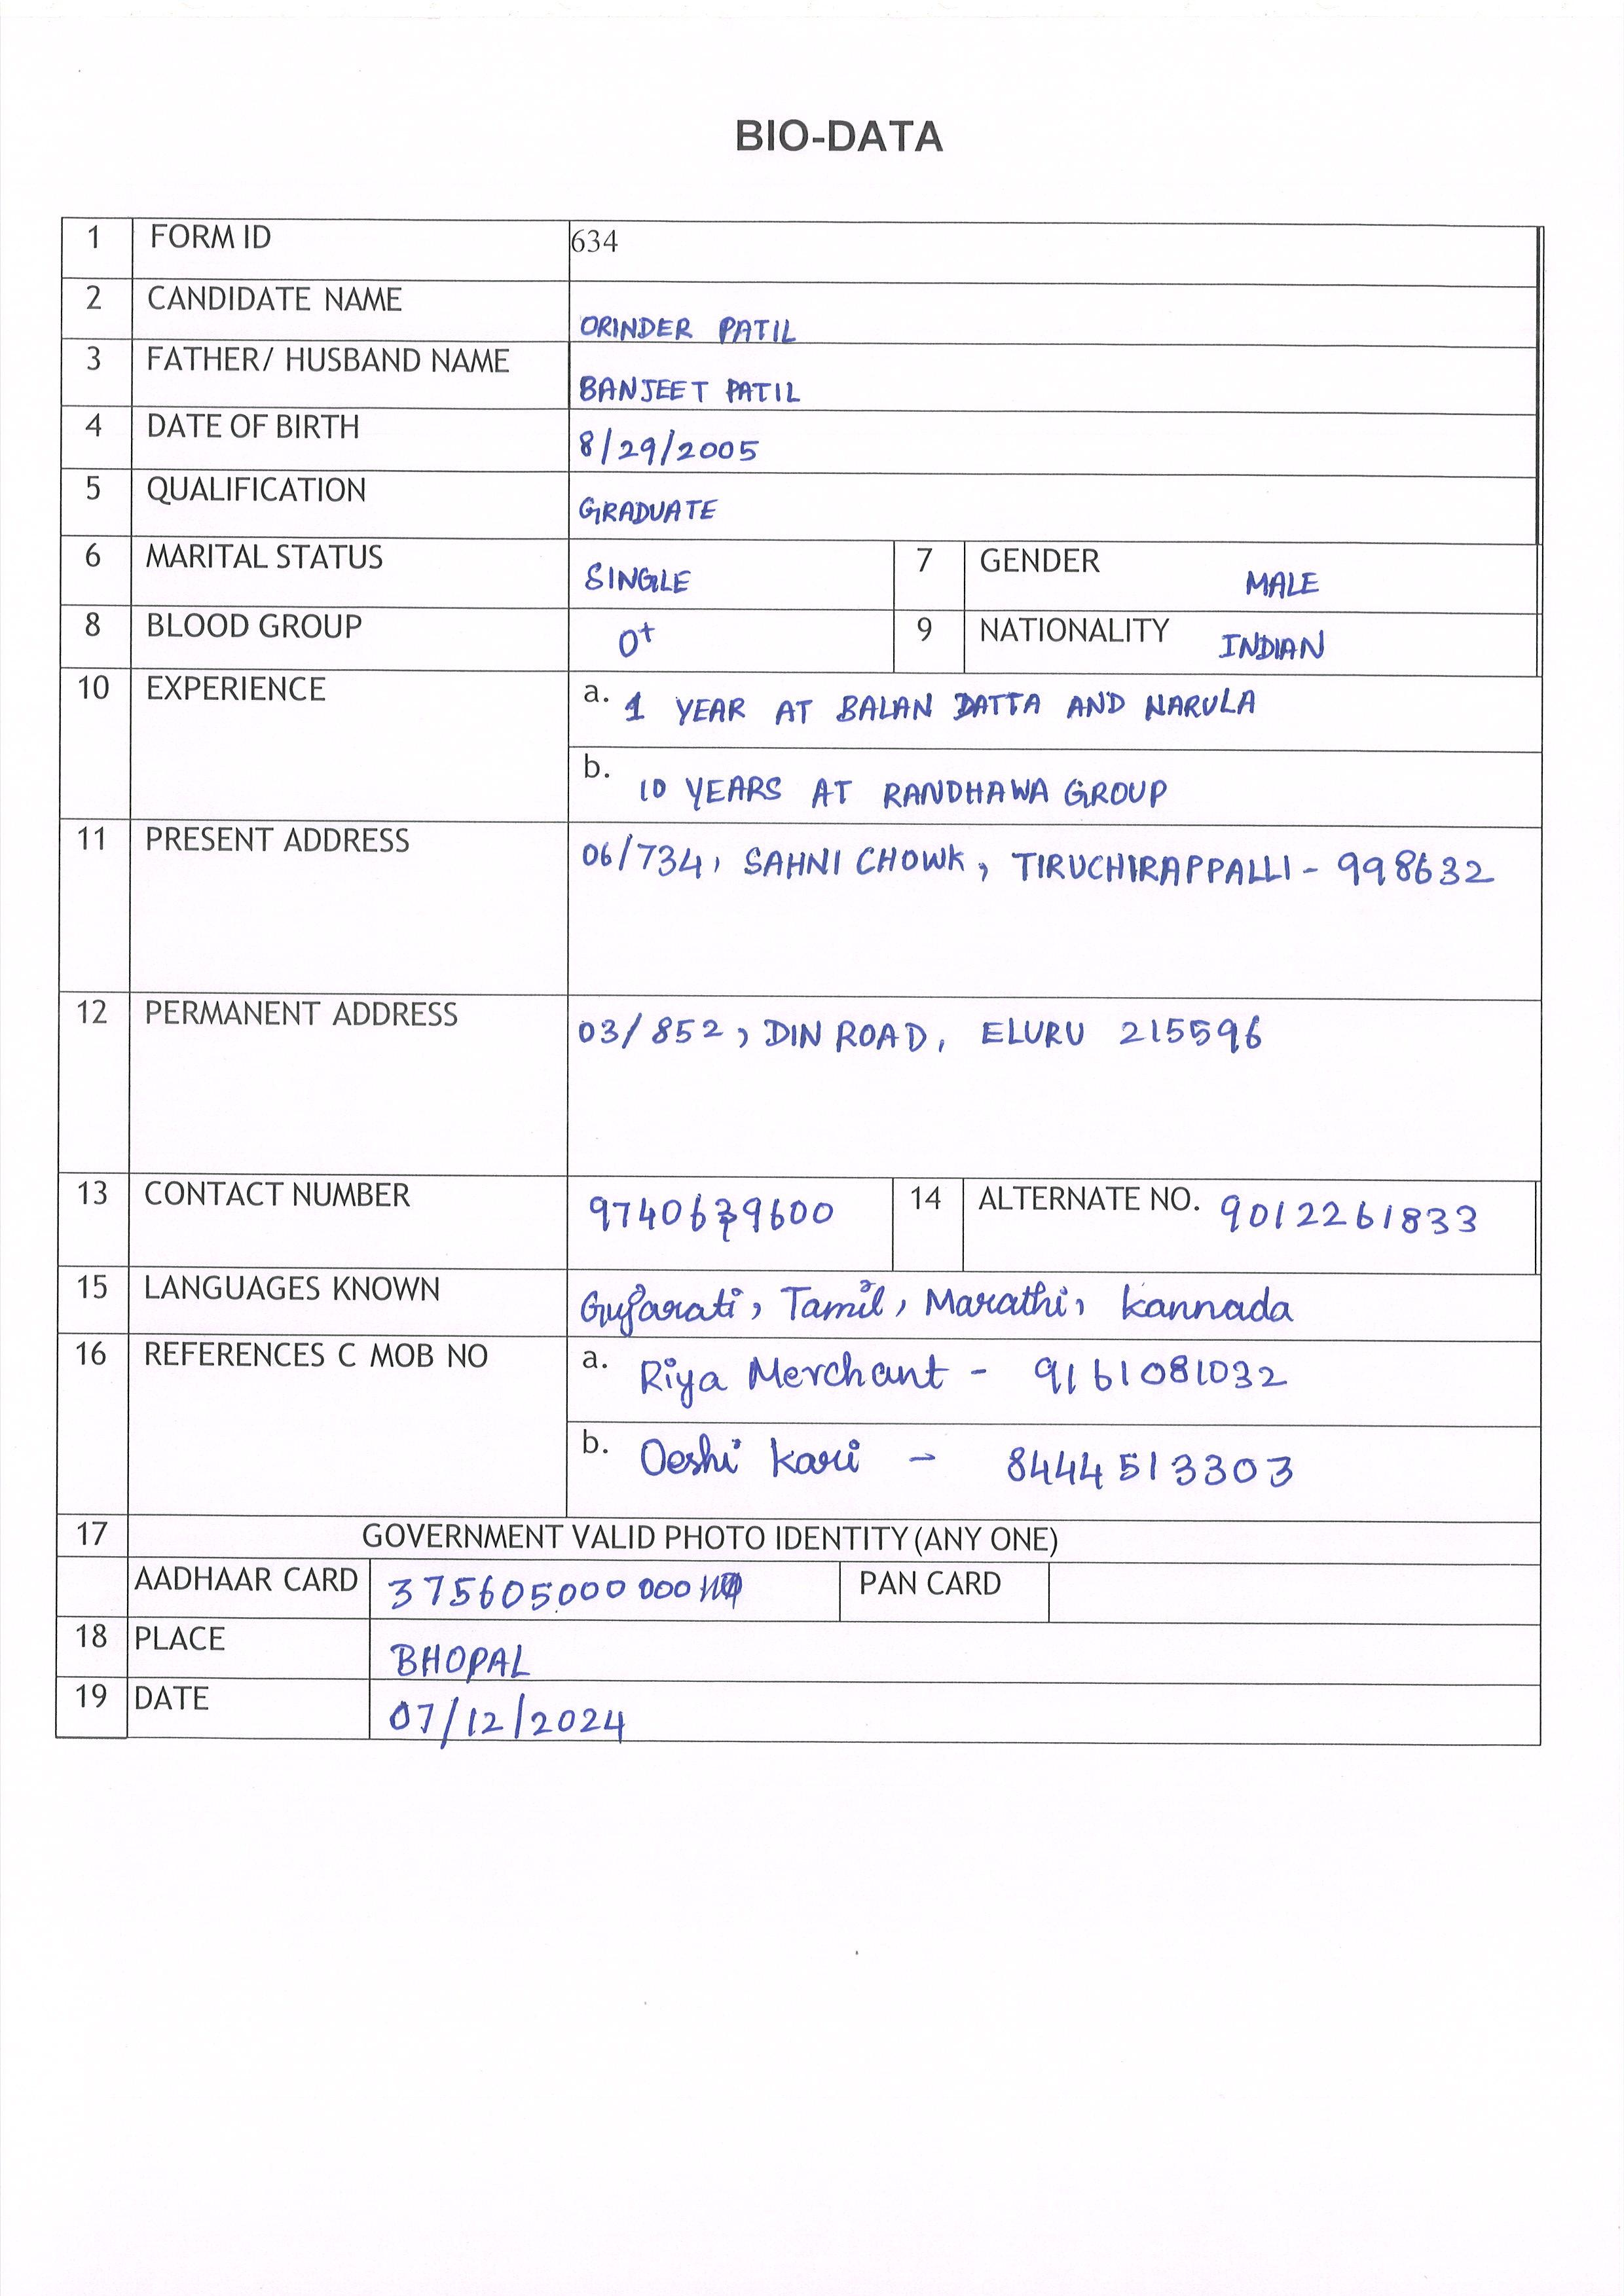 BIO-DATA
1 FORM ID 634
2 CANDIDATE NAME ORINDER PATIL
3 FATHER/ HUSBAND NAME BANJEET PATIL
4 DATE OF BIRTH 8/29/2005
5 QUALIFICATION GRADUATE
6 MARITAL STATUS SINGLE 7 GENDER MALE
8 BLOOD GROUP O+ 9 NATIONALITY INDIAN
10 EXPERIENCE a. 1 YEAR AT BALAN DATTA AND NARULA
b. 10 YEARS AT RANDHAWA GROUP
11 PRESENT ADDRESS 06/734, SAHNI CHOWK, TIRUCHIRAPPALLI - 998632
12 PERMANENT ADDRESS 03/852, DIN ROAD, ELURU 215596
13 CONTACT NUMBER 14 ALTERNATE NO. 9012261833
15 LANGUAGES KNOWN Gujarati, Tamil, Marathi, Kannada
16 REFERENCES C MOB NO a. Riya Merchant - 9161081032
b. Oeshi Kari - 8444513303
17 GOVERNMENT VALID PHOTO IDENTITY (ANY ONE)
AADHAAR CARD 375605000000 PAN CARD
18 PLACE BHOPAL
19 DATE 07/12/2024